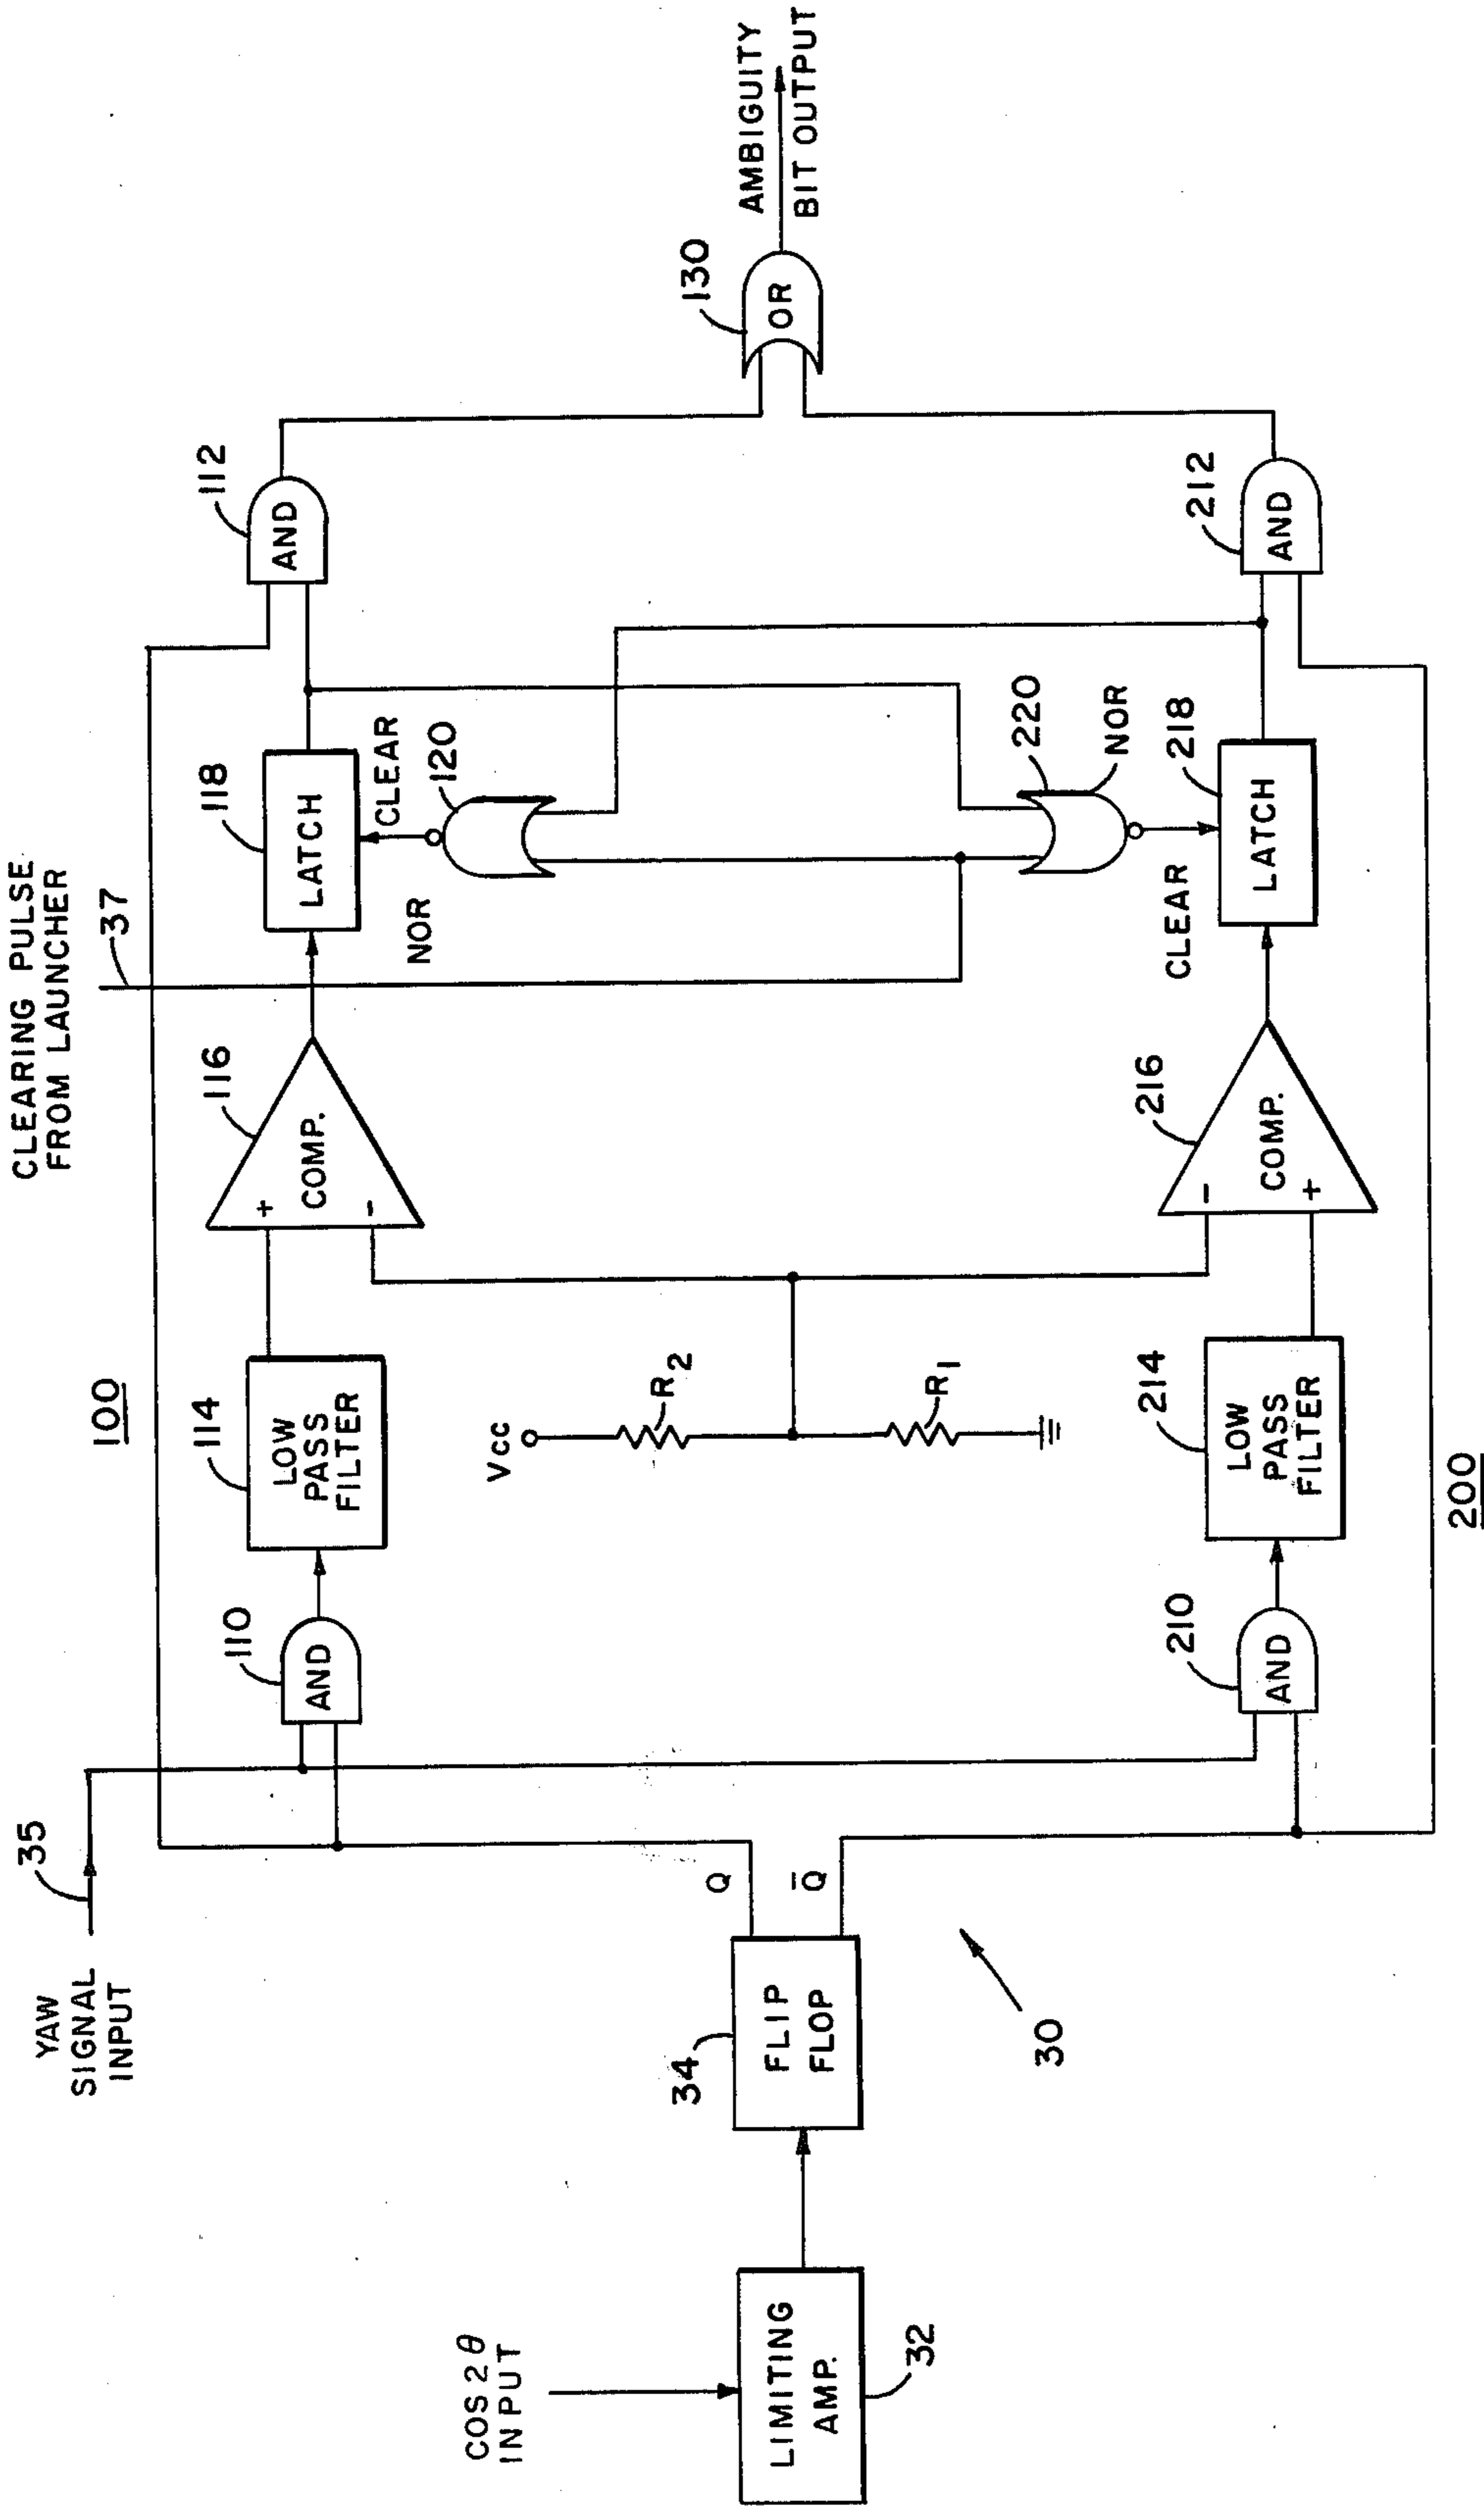 CLEARING PULSE
FROM LAUNCHER
37
YAW
SIGNAL
INPUT
35
100
110
AND
114
LOW
PASS
FILTER
116
+
COMP.
-
118
LATCH
CLEAR
NOR
120
112
AND
COS 2θ
INPUT
LIMITING
AMP.
32
34
FLIP
FLOP
Q
Q̅
30
Vcc
R2
R1
130
OR
AMBIGUITY
BIT OUTPUT
210
AND
214
LOW
PASS
FILTER
216
-
COMP.
+
CLEAR
218
LATCH
220
NOR
212
AND
200